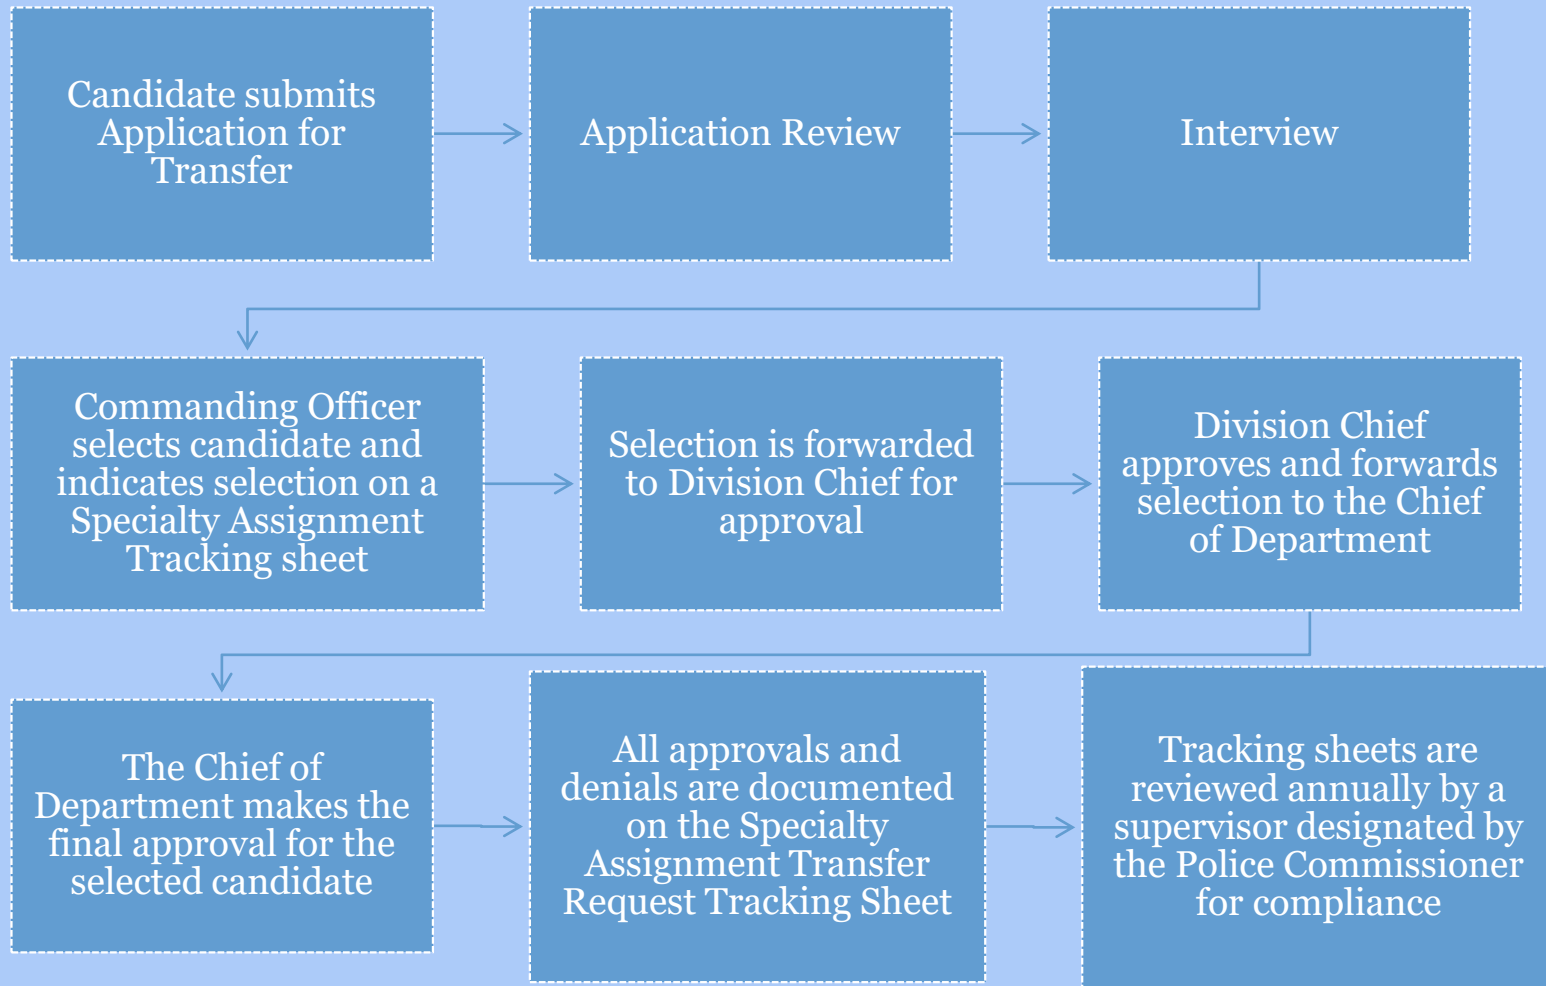 Candidate submits
Application for
Transfer
Application Review
Interview
Commanding Officer
selects candidate and
indicates selection on a
Specialty Assignment
Tracking sheet
Selection is forwarded
to Division Chief for
approval
Division Chief
approves and forwards
selection to the Chief
of Department
The Chief of
Department makes the
final approval for the
selected candidate
All approvals and
denials are documented
on the Specialty
Assignment Transfer
Request Tracking Sheet
Tracking sheets are
reviewed annually by a
supervisor designated by
the Police Commissioner
for compliance